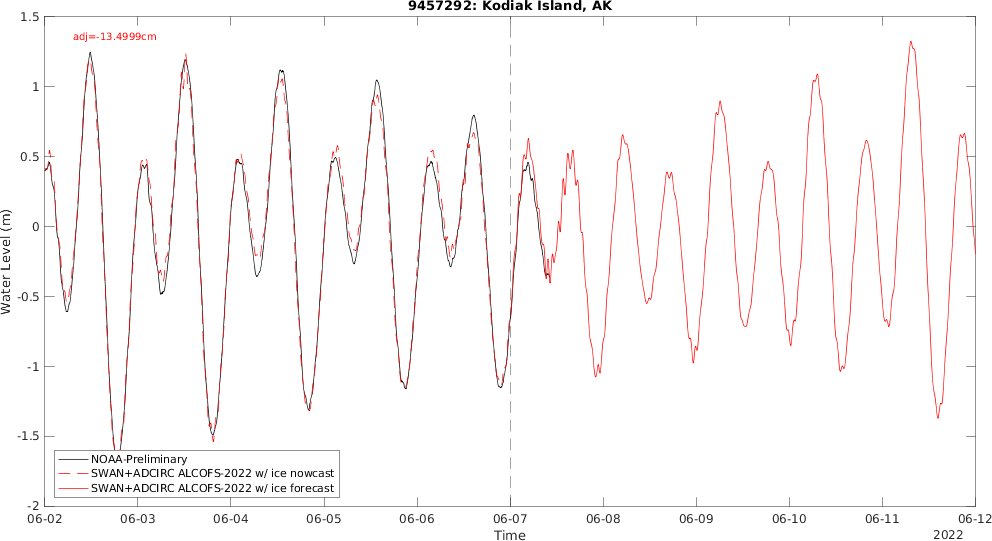 9457292: Kodiak Island, AK
adj=-13.4999cm
1.5
1
0.5
0
-0.5
-1
-1.5
-2
Water Level (m)
NOAA-Preliminary
SWAN+ADCIRC ALCOFS-2022 w/ ice nowcast
SWAN+ADCIRC ALCOFS-2022 w/ ice forecast
06-02 06-03 06-04 06-05 06-06 06-07 06-08 06-09 06-10 06-11 06-12
Time
2022